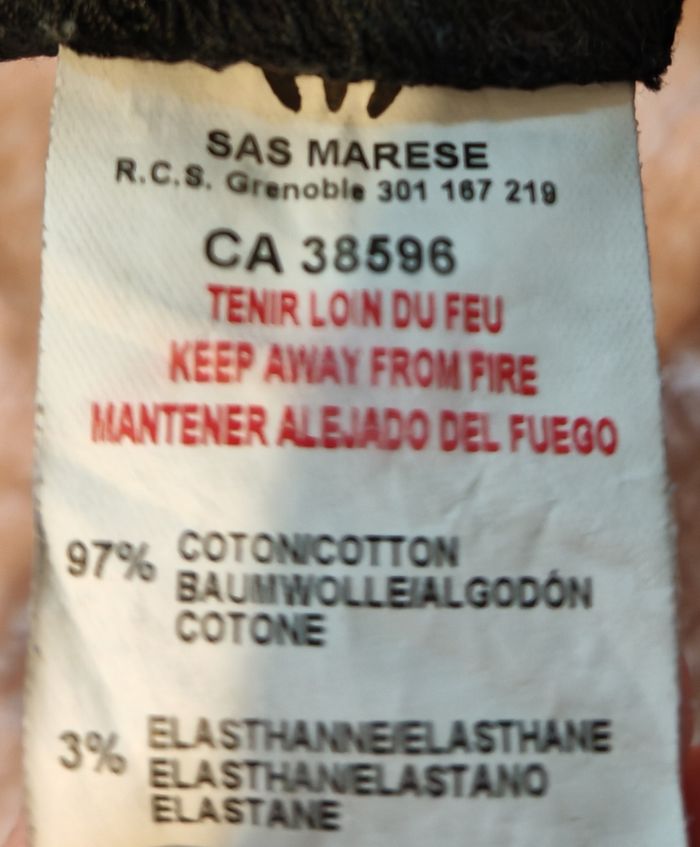 SAS MARESE
R.C.S. Grenoble 301 167 219
CA 38596
TENIR LOIN DU FEU
KEEP AWAY FROM FIRE
MANTENER ALEJADO DEL FUEGO
97% COTON/COTTON
BAUMWOLLE/ALGODÓN
COTONE
3% ELASTHANNE/ELASTHANE
ELASTHAN/ELASTANO
ELASTANE